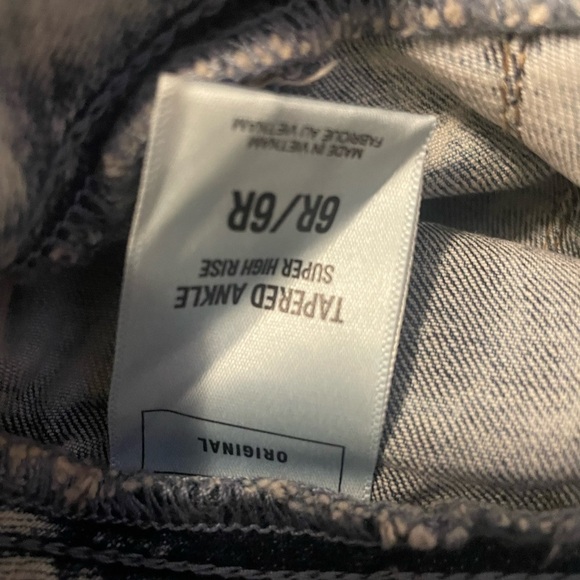 ORIGINAL
TAPERED ANKLE
SUPER HIGH RISE
6R/6R
MADE IN VIETNAM
FABRIQUE AU VIETNAM